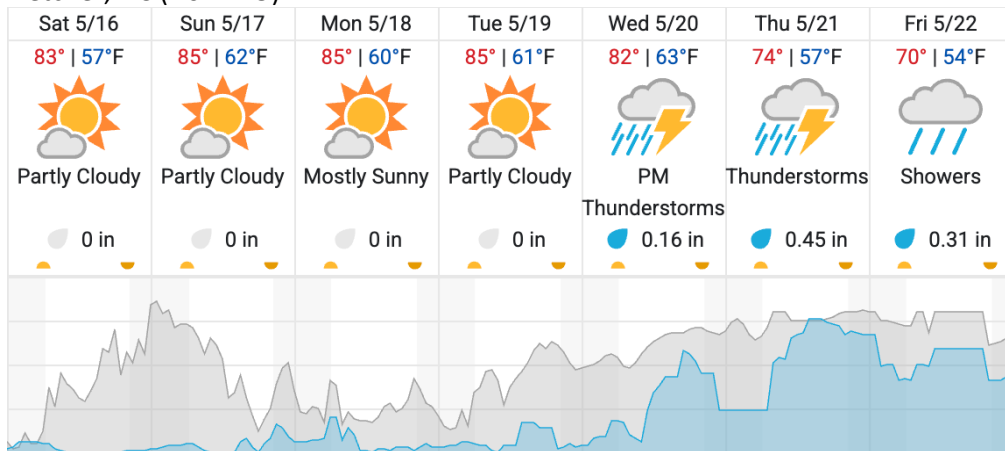 Sat 5/16 Sun 5/17 Mon 5/18 Tue 5/19 Wed 5/20 Thu 5/21 Fri 5/22
83° | 57°F 85° | 62°F 85° | 60°F 85° | 61°F 82° | 63°F 74° | 57°F 70° | 54°F
Partly Cloudy Partly Cloudy Mostly Sunny Partly Cloudy PM Thunderstorms Showers
Thunderstorms
0 in 0 in 0 in 0 in 0.16 in 0.45 in 0.31 in